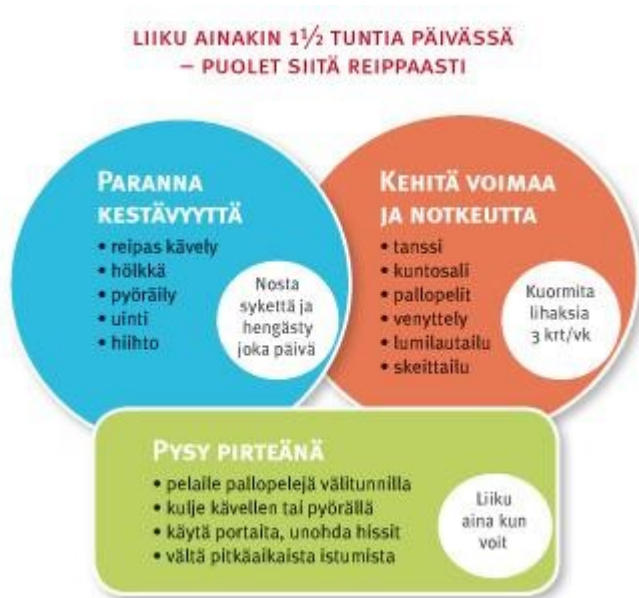 LIIKU AINAKIN 1½ TUNTIA PÄIVÄSSÄ
– PUOLET SIITÄ REIPPAASTI
PARANNA
KESTÄVYYTTÄ
• reipas kävely
• hölkkä
• pyöräily
• uinti
• hiihto
Nosta
sykettä ja
hengästy
joka päivä
KEHITÄ VOIMAA
JA NOTKEUTTA
• tanssi
• kuntosali
• pallopelit
• venyttely
• lumilautailu
• skeittailu
Kuormita
lihaksia
3 krt/vk
PYSY PIRTEÄNÄ
• pelaile pallopelejä välitunnilla
• kulje kävellen tai pyörällä
• käytä portaita, unohda hissit
• vältä pitkäaikaista istumista
Liiku
aina kun
voit